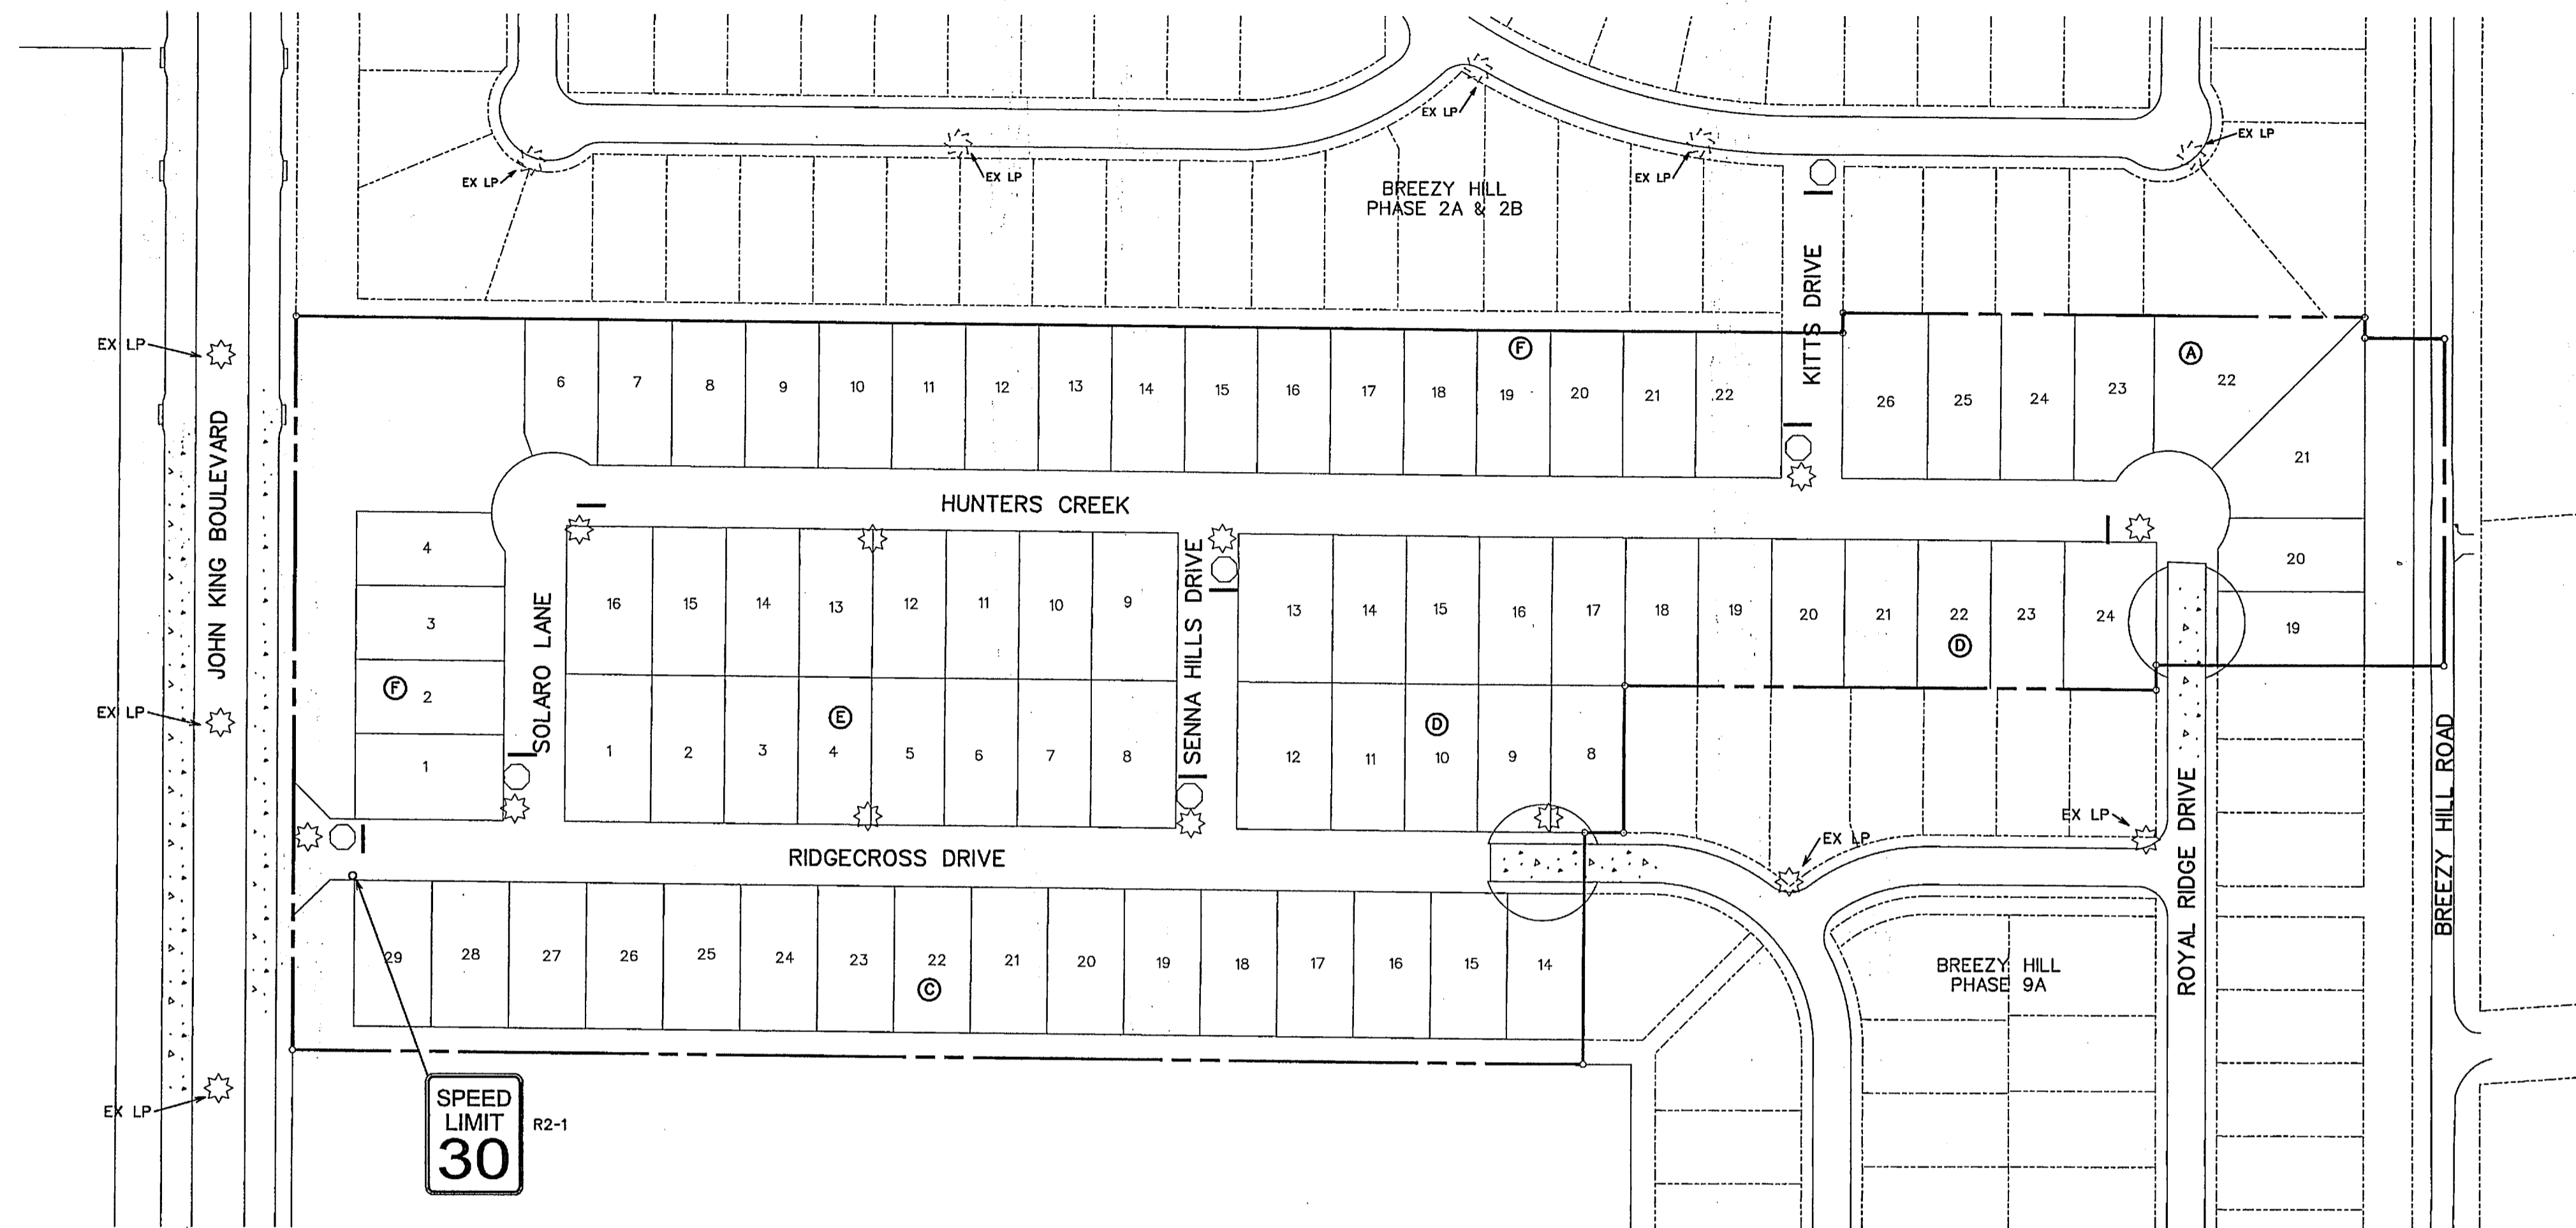 EX LP
EX LP
EX LP
EX LP
EX LP
BREEZY HILL
PHASE 2A & 2B
KITTS DRIVE
EX LP
JOHN KING BOULEVARD
EX LP
EX LP
F
A
6 7 8 9 10 11 12 13 14 15 16 17 18 19 20 21 22
26 25 24 23 22
21
20
19
HUNTERS CREEK
4
3
F
2
1
SOLARO LANE
16 15 14 13 12 11 10 9
E
1 2 3 4 5 6 7 8
SENNA HILLS DRIVE
13 14 15 16 17 18 19 20 21 22 23 24
D
D
12 11 10 9 8
RIDGECROSS DRIVE
EX LP
EX LP
ROYAL RIDGE DRIVE
BREEZY HILL ROAD
29 28 27 26 25 24 23 22 21 20 19 18 17 16 15 14
C
BREEZY HILL
PHASE 9A
SPEED
LIMIT
30
R2-1